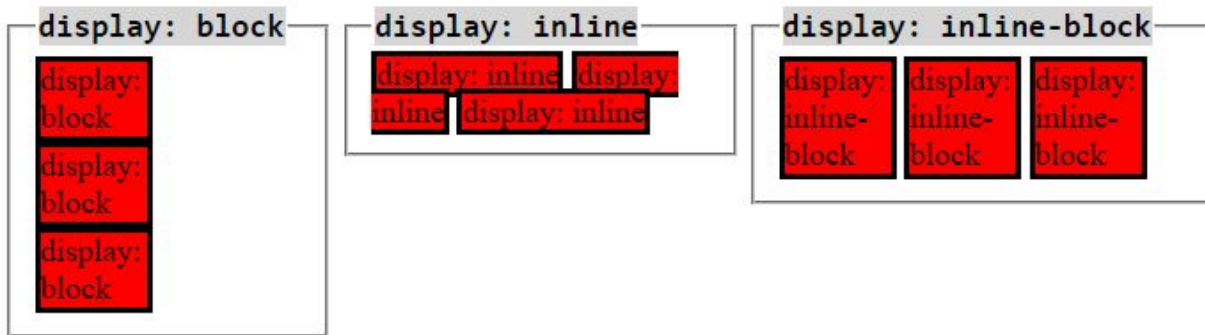 display: block
display:
block
display:
block
display:
block
display: inline
display: inline display:
inline display: inline
display: inline-block
display:
inline-
block
display:
inline-
block
display:
inline-
block